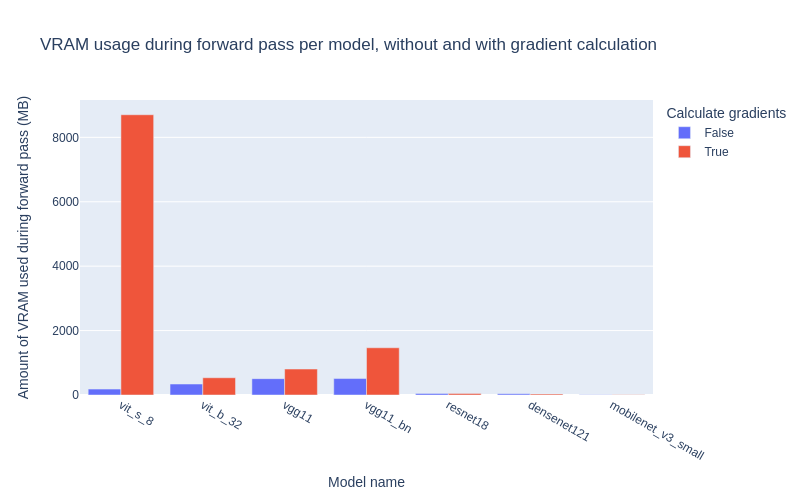 VRAM usage during forward pass per model, without and with gradient calculation
Amount of VRAM used during forward pass (MB)
8000
6000
4000
2000
0
vit_s_8
vit_b_32
vgg11
vgg11_bn
resnet18
densenet121
mobilenet_v3_small
Model name
Calculate gradients
False
True